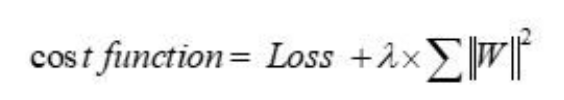 cost function = Loss + λ × ∑‖W‖²